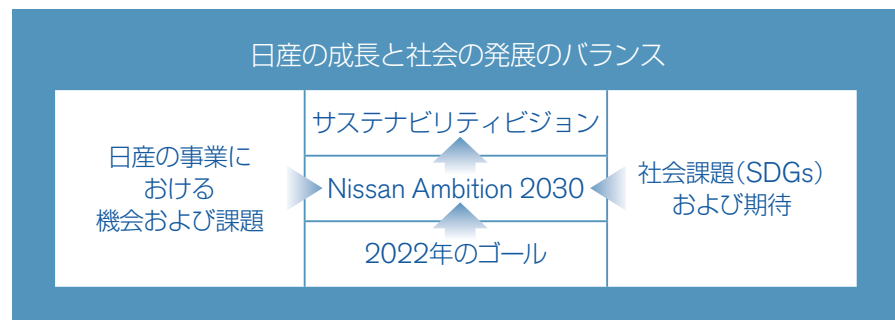 日産の成長と社会の発展のバランス
日産の事業に
おける
機会および課題
サステナビリティビジョン
Nissan Ambition 2030
2022年のゴール
社会課題(SDGs)
および期待